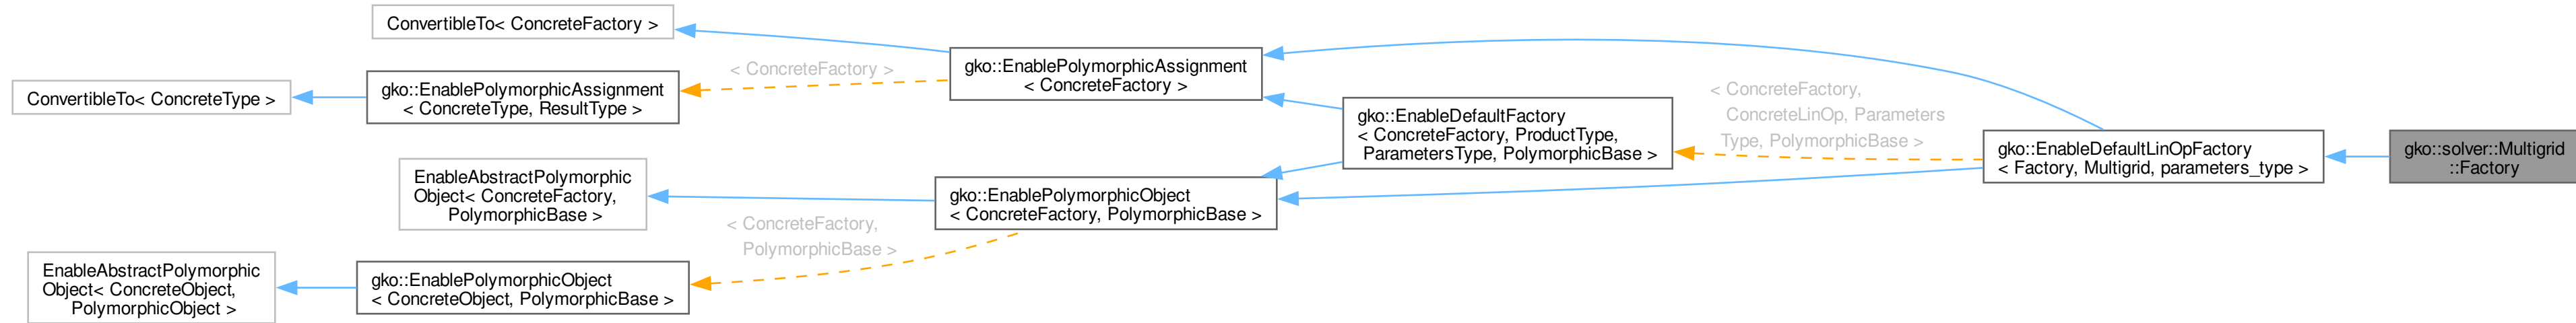 ConvertibleTo< ConcreteFactory >
ConvertibleTo< ConcreteType >
gko::EnablePolymorphicAssignment
< ConcreteType, ResultType >
< ConcreteFactory >
gko::EnablePolymorphicAssignment
< ConcreteFactory >
EnableAbstractPolymorphic
Object< ConcreteFactory,
PolymorphicBase >
EnableAbstractPolymorphic
Object< ConcreteObject,
PolymorphicObject >
gko::EnablePolymorphicObject
< ConcreteObject, PolymorphicBase >
< ConcreteFactory,
PolymorphicBase >
gko::EnablePolymorphicObject
< ConcreteFactory, PolymorphicBase >
gko::EnableDefaultFactory
< ConcreteFactory, ProductType,
ParametersType, PolymorphicBase >
< ConcreteFactory,
ConcreteLinOp, Parameters
Type, PolymorphicBase >
gko::EnableDefaultLinOpFactory
< Factory, Multigrid, parameters_type >
gko::solver::Multigrid
::Factory